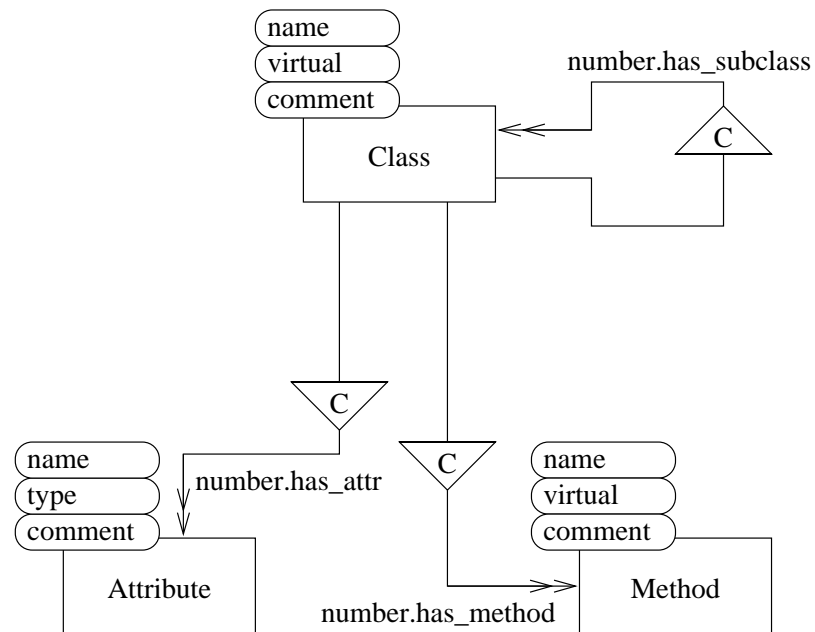 name
virtual
comment
number.has_subclass
C
Class
C
C
name
type
comment
number.has_attr
name
virtual
comment
Attribute
Method
number.has_method